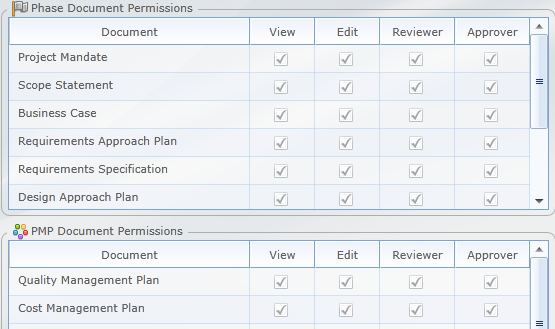 Phase Document Permissions
Document View Edit Reviewer Approver
Project Mandate
Scope Statement
Business Case
Requirements Approach Plan
Requirements Specification
Design Approach Plan
PMP Document Permissions
Document View Edit Reviewer Approver
Quality Management Plan
Cost Management Plan